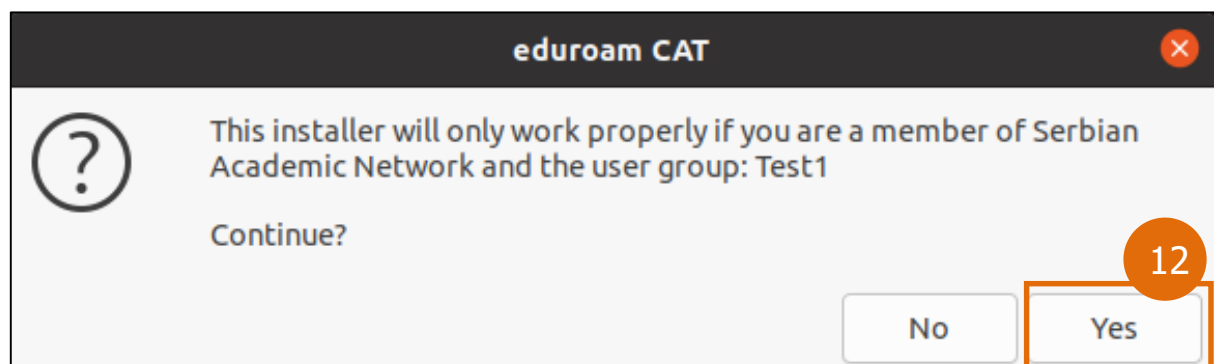 eduroam CAT
This installer will only work properly if you are a member of Serbian
Academic Network and the user group: Test1
Continue?
12
No
Yes